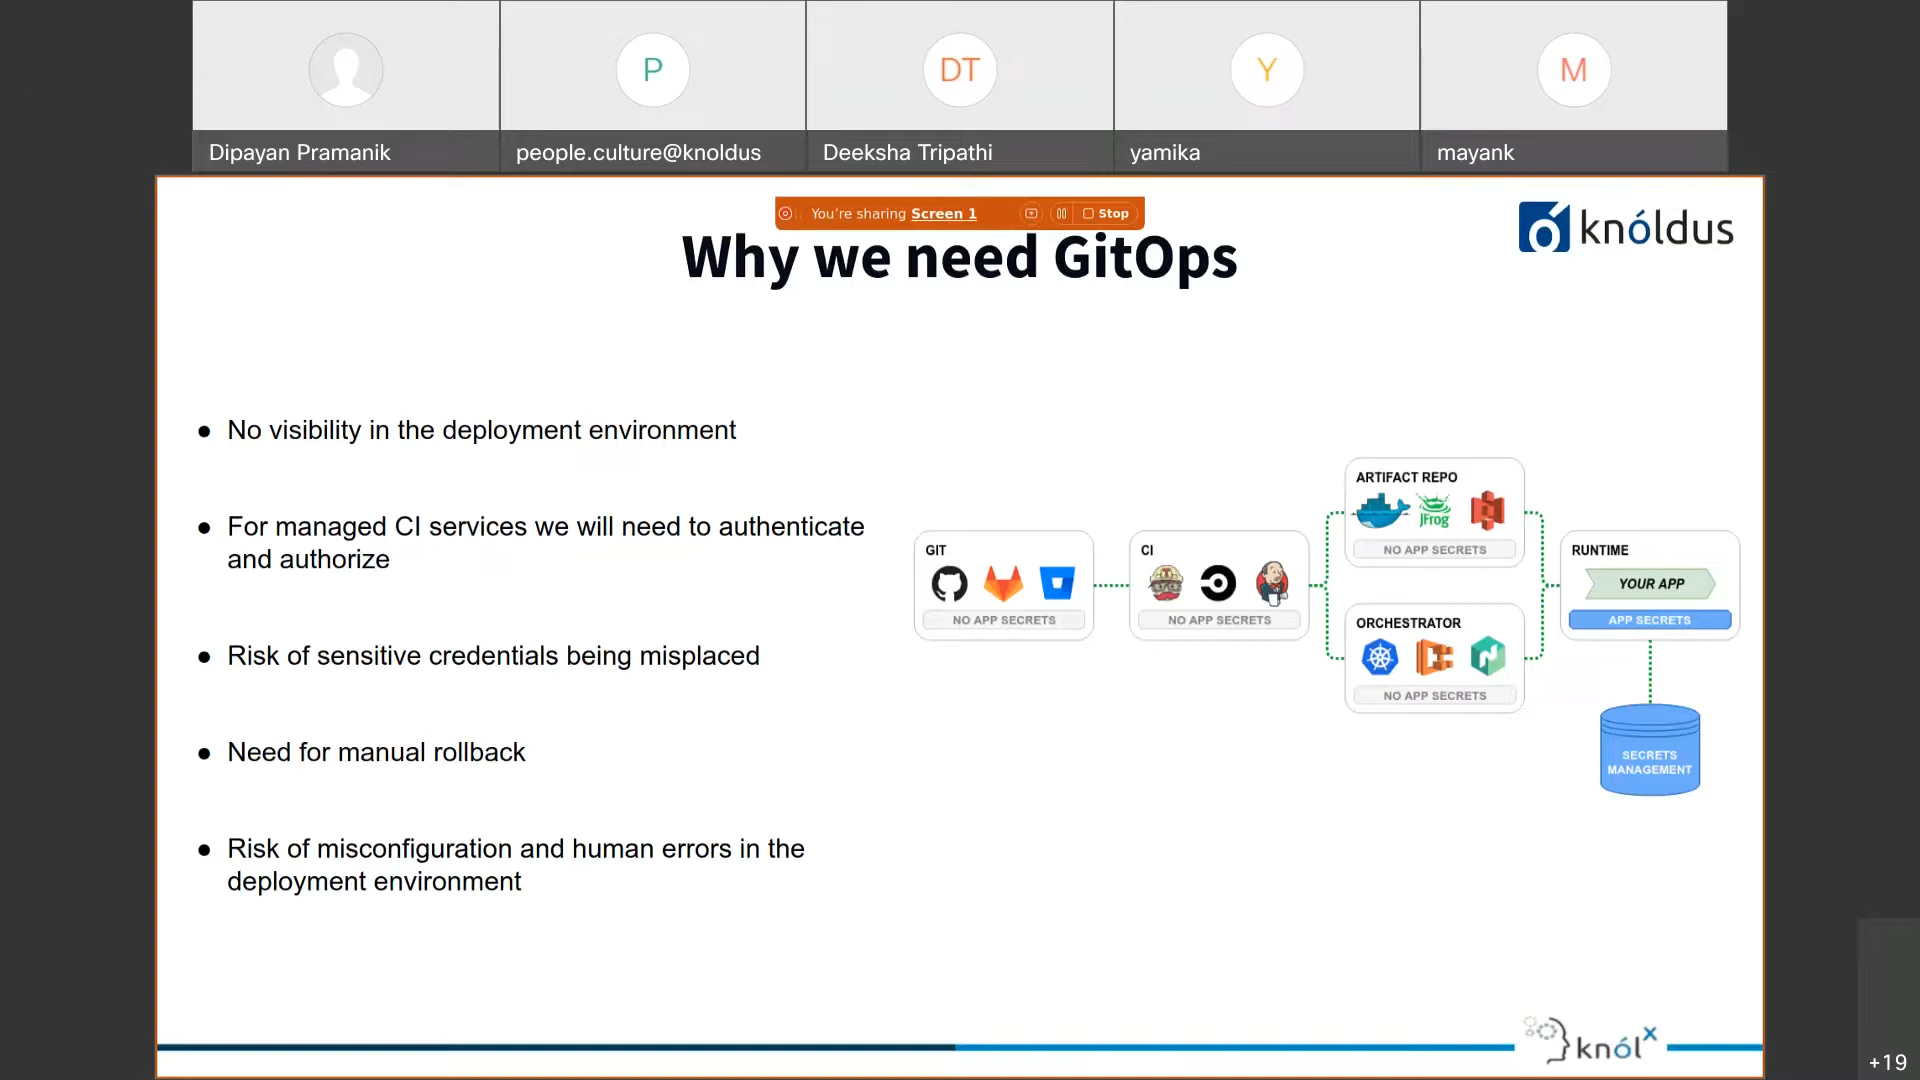 P
DT
Y
M
Dipayan Pramanik
people.culture@knoldus
Deeksha Tripathi
yamika
mayank
You're sharing Screen 1
Stop
knóldus
Why we need GitOps
● No visibility in the deployment environment
● For managed CI services we will need to authenticate
and authorize
● Risk of sensitive credentials being misplaced
● Need for manual rollback
● Risk of misconfiguration and human errors in the
deployment environment
GIT
NO APP SECRETS
CI
NO APP SECRETS
ARTIFACT REPO
JFrog
NO APP SECRETS
ORCHESTRATOR
NO APP SECRETS
RUNTIME
YOUR APP
APP SECRETS
SECRETS
MANAGEMENT
knólx
+19